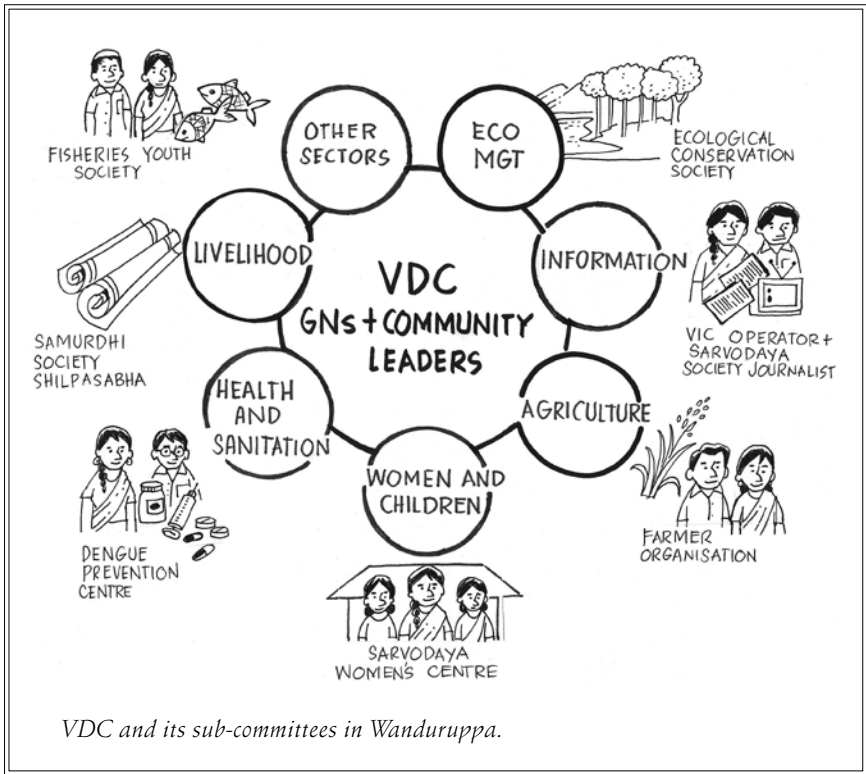 FISHERIES YOUTH
SOCIETY
OTHER
SECTORS
ECO
MGT
ECOLOGICAL
CONSERVATION
SOCIETY
LIVELIHOOD
INFORMATION
VDC
GNs + COMMUNITY
LEADERS
SAMURDHI
SOCIETY
SHILPASABHA
VIC OPERATOR +
SARVODAYA
SOCIETY JOURNALIST
HEALTH
AND
SANITATION
AGRICULTURE
WOMEN AND
CHILDREN
DENGUE
PREVENTION
CENTRE
FARMER
ORGANISATION
SARVODAYA
WOMEN'S CENTRE
VDC and its sub-committees in Wanduruppa.